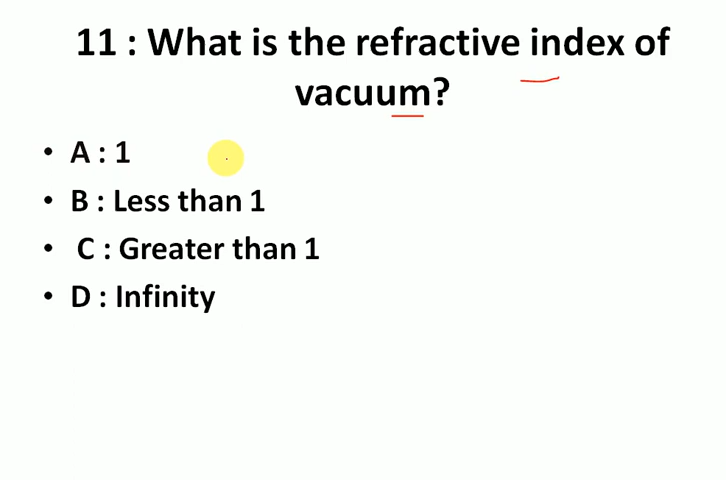 11 : What is the refractive index of
vacuum?
• A : 1
• B : Less than 1
• C : Greater than 1
• D : Infinity